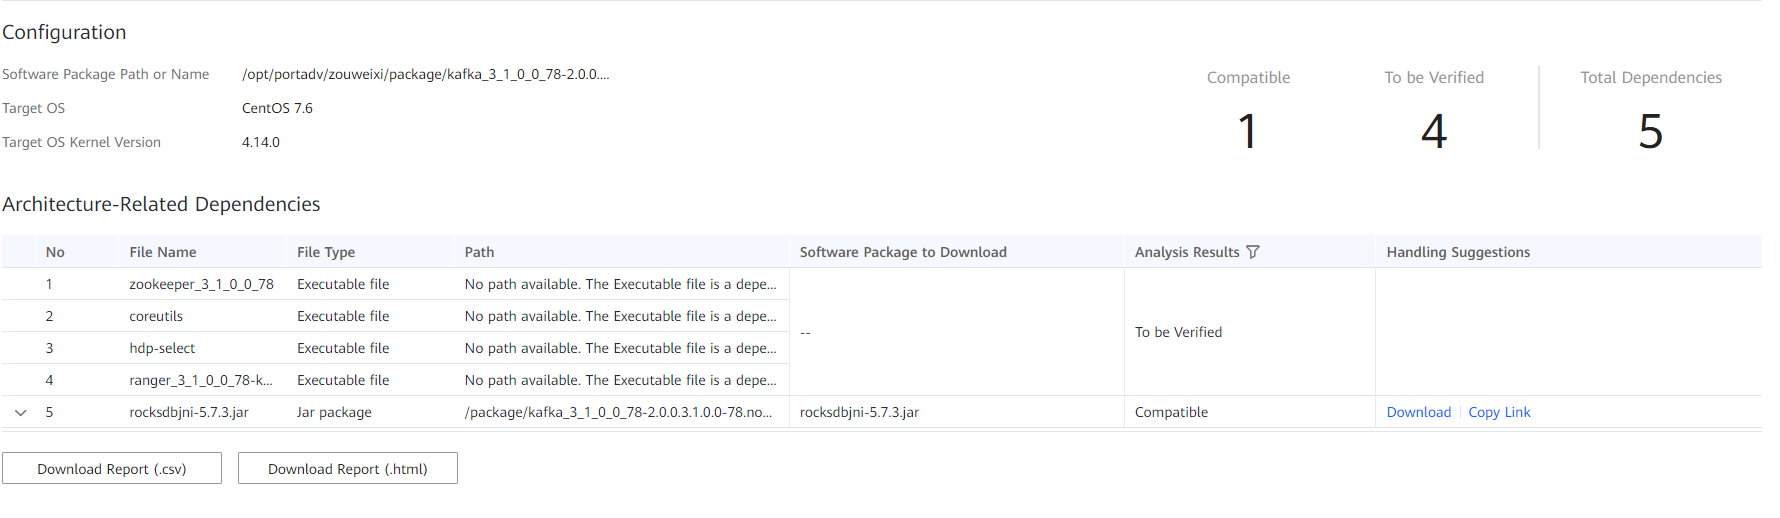 Configuration
Software Package Path or Name /opt/portadv/zouweixi/package/kafka_3_1_0_0_78-2.0.0....
Target OS CentOS 7.6
Target OS Kernel Version 4.14.0
Compatible To be Verified Total Dependencies
1 4 5
Architecture-Related Dependencies
No File Name File Type Path Software Package to Download Analysis Results Handling Suggestions
1 zookeeper_3_1_0_0_78 Executable file No path available. The Executable file is a depe...
2 coreutils Executable file No path available. The Executable file is a depe...
-- To be Verified
3 hdp-select Executable file No path available. The Executable file is a depe...
4 ranger_3_1_0_0_78-k... Executable file No path available. The Executable file is a depe...
5 rocksdbjni-5.7.3.jar Jar package /package/kafka_3_1_0_0_78-2.0.0.3.1.0.0-78.no... rocksdbjni-5.7.3.jar Compatible Download Copy Link
Download Report (.csv) Download Report (.html)